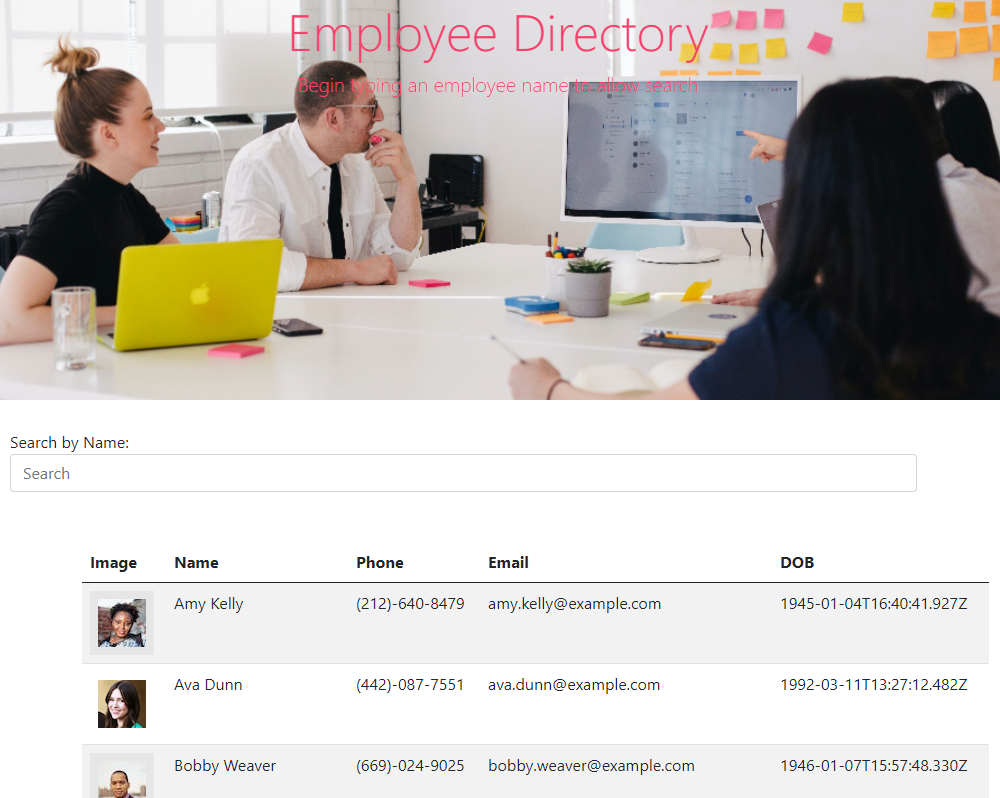 Employee Directory
Begin typing an employee name to allow search
Search by Name:
Search
Image Name Phone Email DOB
Amy Kelly (212)-640-8479 amy.kelly@example.com 1945-01-04T16:40:41.927Z
Ava Dunn (442)-087-7551 ava.dunn@example.com 1992-03-11T13:27:12.482Z
Bobby Weaver (669)-024-9025 bobby.weaver@example.com 1946-01-07T15:57:48.330Z